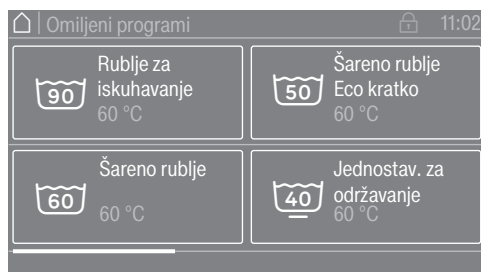 Omiljeni programi 11:02
90 Rublje za
iskuhavanje
60 °C
50 Šareno rublje
Eco kratko
60 °C
60 Šareno rublje
60 °C
40 Jednostav. za
održavanje
60 °C